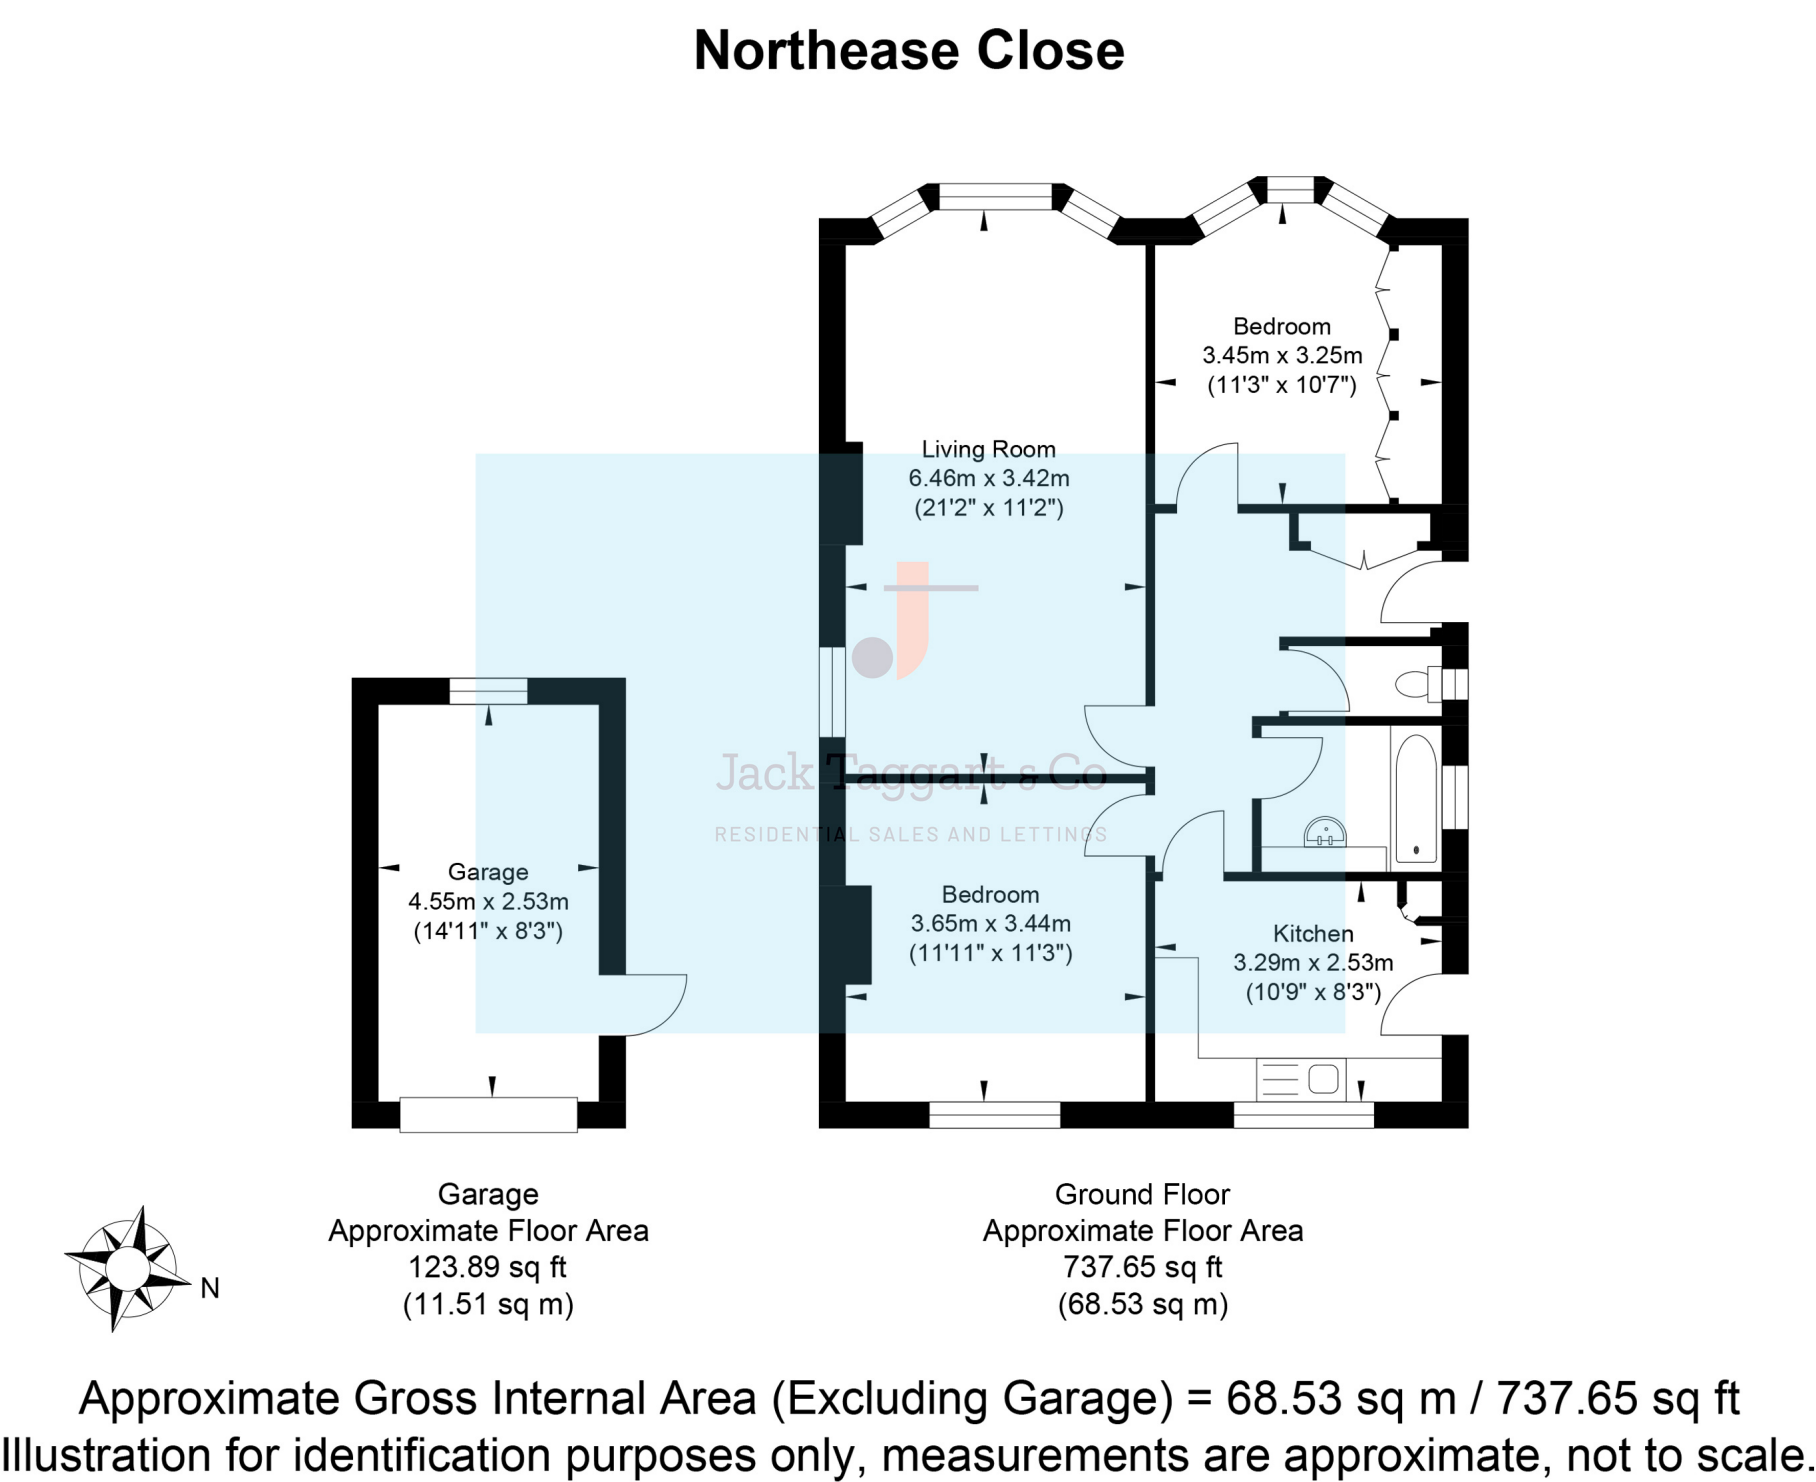 Northease Close
Bedroom
3.45m x 3.25m
(11'3" x 10'7")
Living Room
6.46m x 3.42m
(21'2" x 11'2")
Jack Taggart & Co
RESIDENTIAL SALES AND LETTINGS
Garage
4.55m x 2.53m
(14'11" x 8'3")
Bedroom
3.65m x 3.44m
(11'11" x 11'3")
Kitchen
3.29m x 2.53m
(10'9" x 8'3")
Garage
Approximate Floor Area
123.89 sq ft
(11.51 sq m)
Ground Floor
Approximate Floor Area
737.65 sq ft
(68.53 sq m)
N
Approximate Gross Internal Area (Excluding Garage) = 68.53 sq m / 737.65 sq ft
Illustration for identification purposes only, measurements are approximate, not to scale.